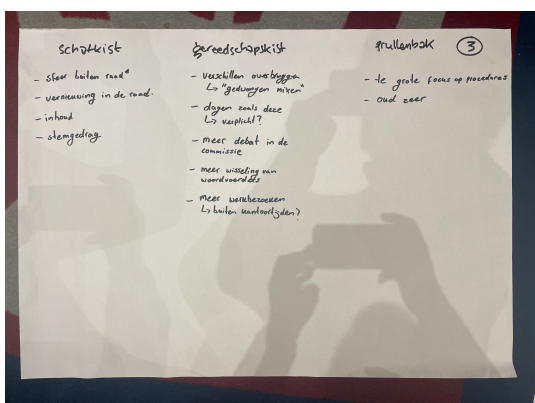 schatkist
- sfeer buiten raad*
- vernieuwing in de raad.
- inhoud
- stemgedrag
gereedschapskist
- verschillen overbruggen
↳ "gedwongen mixen"
- dagen zoals deze
↳ verplicht?
- meer debat in de
commissie
- meer wisseling van
woordvoerders
- meer werkbezoeken
↳ buiten kantoortijden?
prullenbak
3
- te grote focus op procedures
- oud zeer